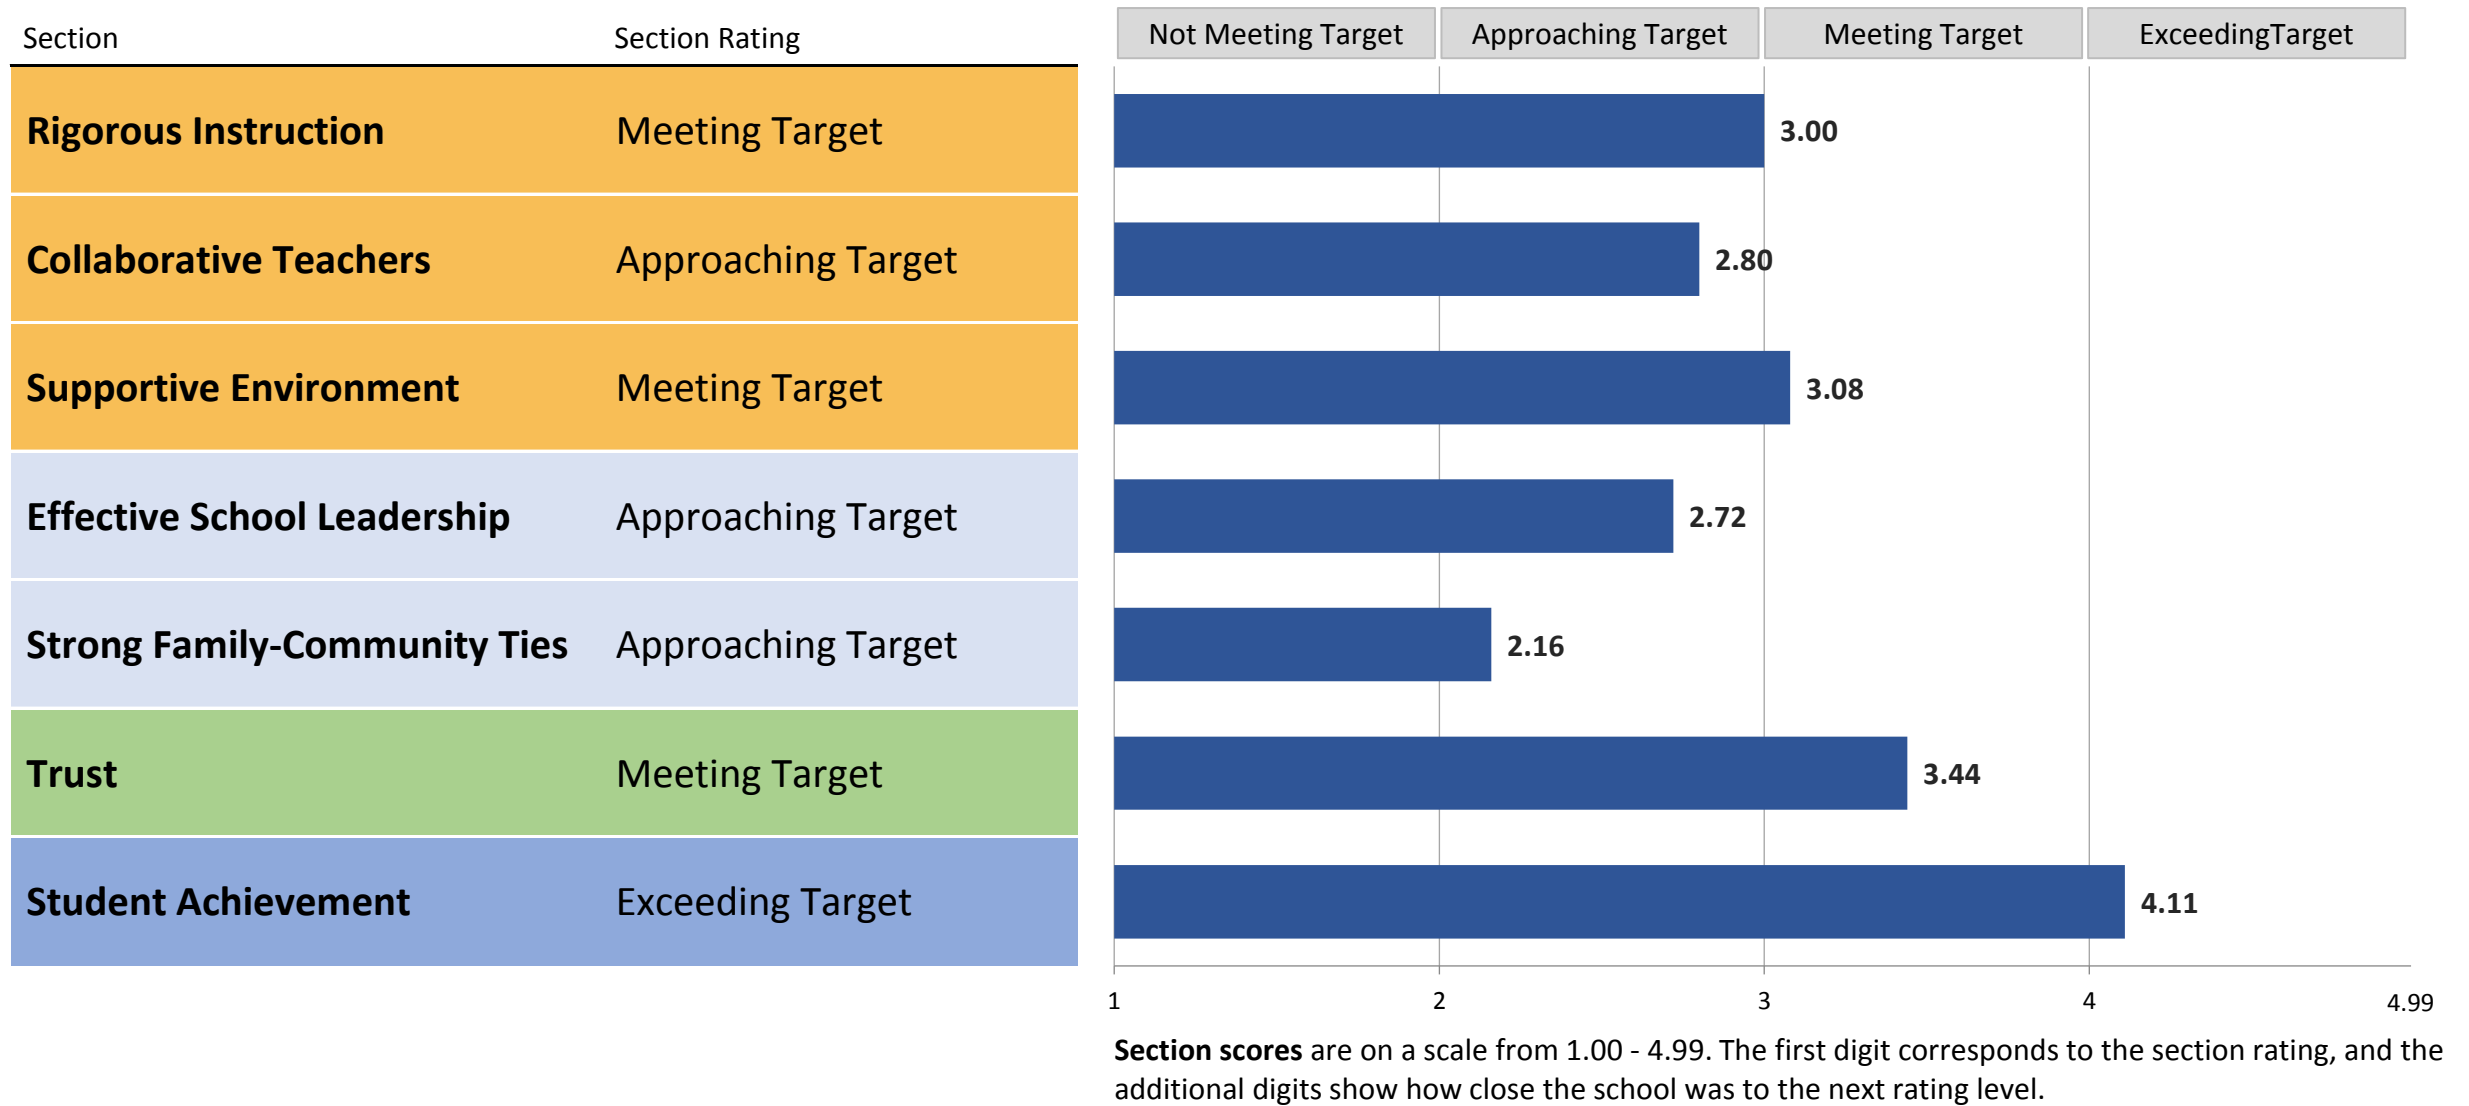 Section Section Rating Not Meeting Target Approaching Target Meeting Target ExceedingTarget
Rigorous Instruction Meeting Target 3.00
Collaborative Teachers Approaching Target 2.80
Supportive Environment Meeting Target 3.08
Effective School Leadership Approaching Target 2.72
Strong Family-Community Ties Approaching Target 2.16
Trust Meeting Target 3.44
Student Achievement Exceeding Target 4.11
1 2 3 4 4.99
Section scores are on a scale from 1.00 - 4.99. The first digit corresponds to the section rating, and the
additional digits show how close the school was to the next rating level.